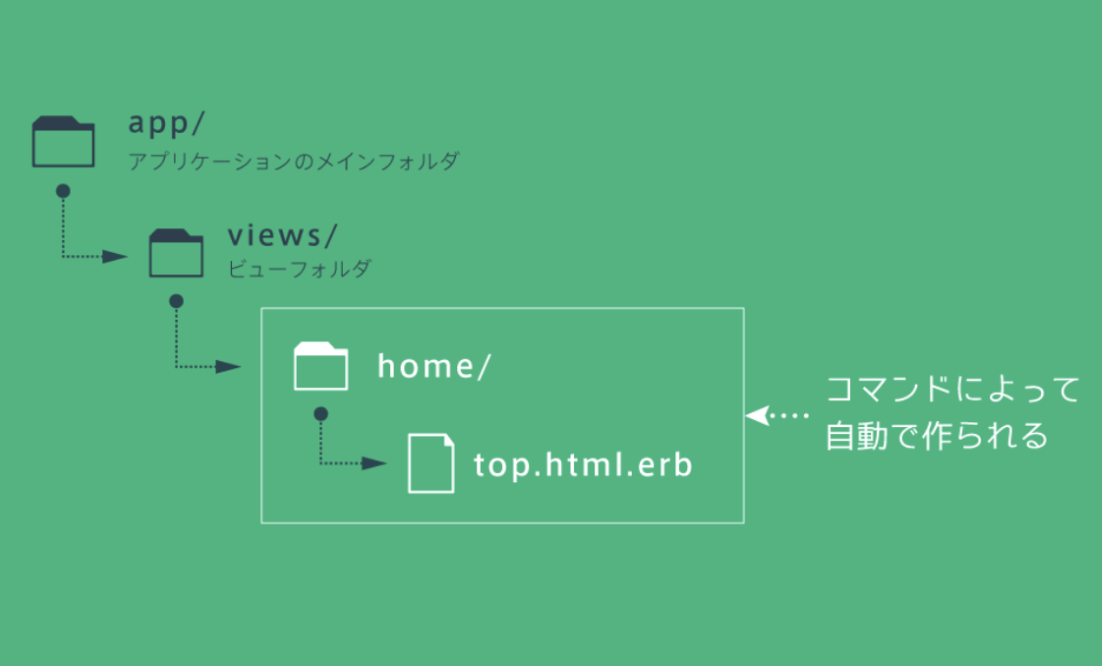 app/
アプリケーションのメインフォルダ
views/
ビューフォルダ
home/
top.html.erb
コマンドによって
自動で作られる